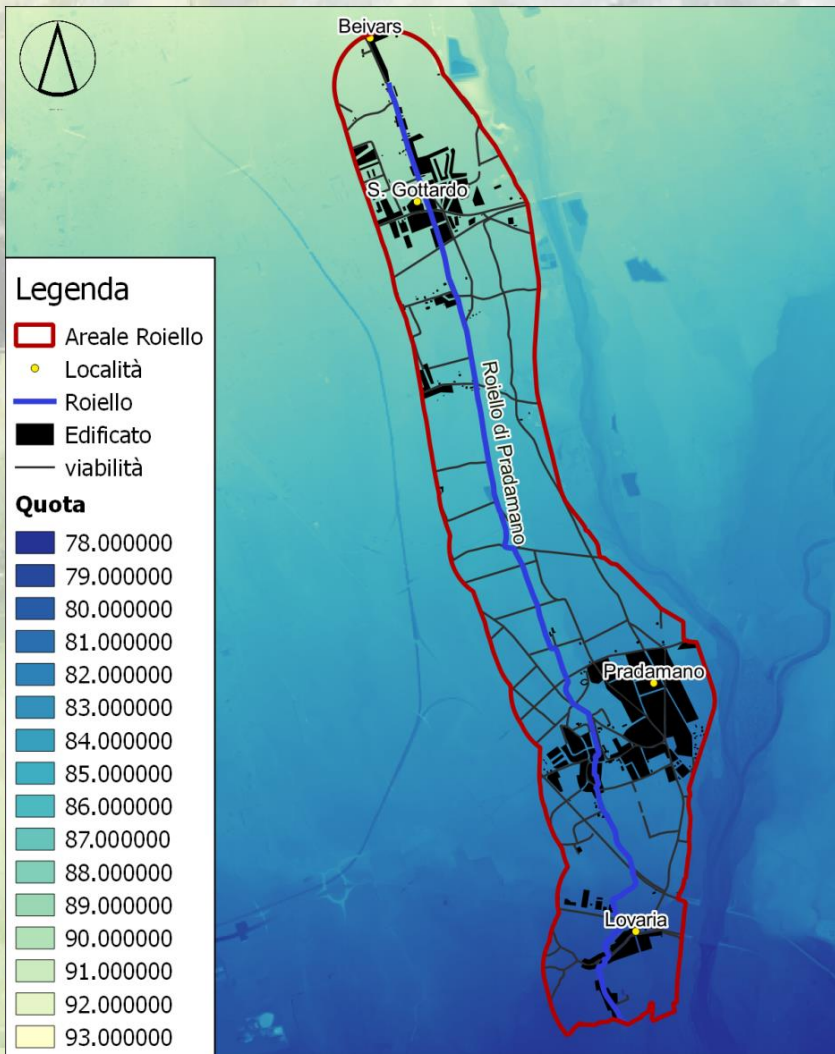 Beivars
S. Gottardo
Roiello di Pradamano
Pradamano
Lovaria
Legenda
Areale Roiello
Località
Roiello
Edificato
viabilità
Quota
78.000000
79.000000
80.000000
81.000000
82.000000
83.000000
84.000000
85.000000
86.000000
87.000000
88.000000
89.000000
90.000000
91.000000
92.000000
93.000000